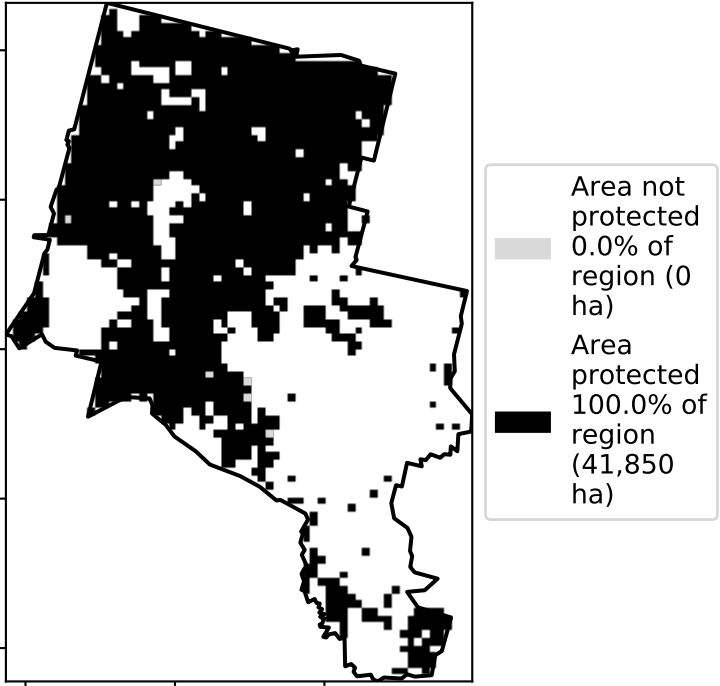 Area not
protected
0.0% of
region (0
ha)
Area
protected
100.0% of
region
(41,850
ha)